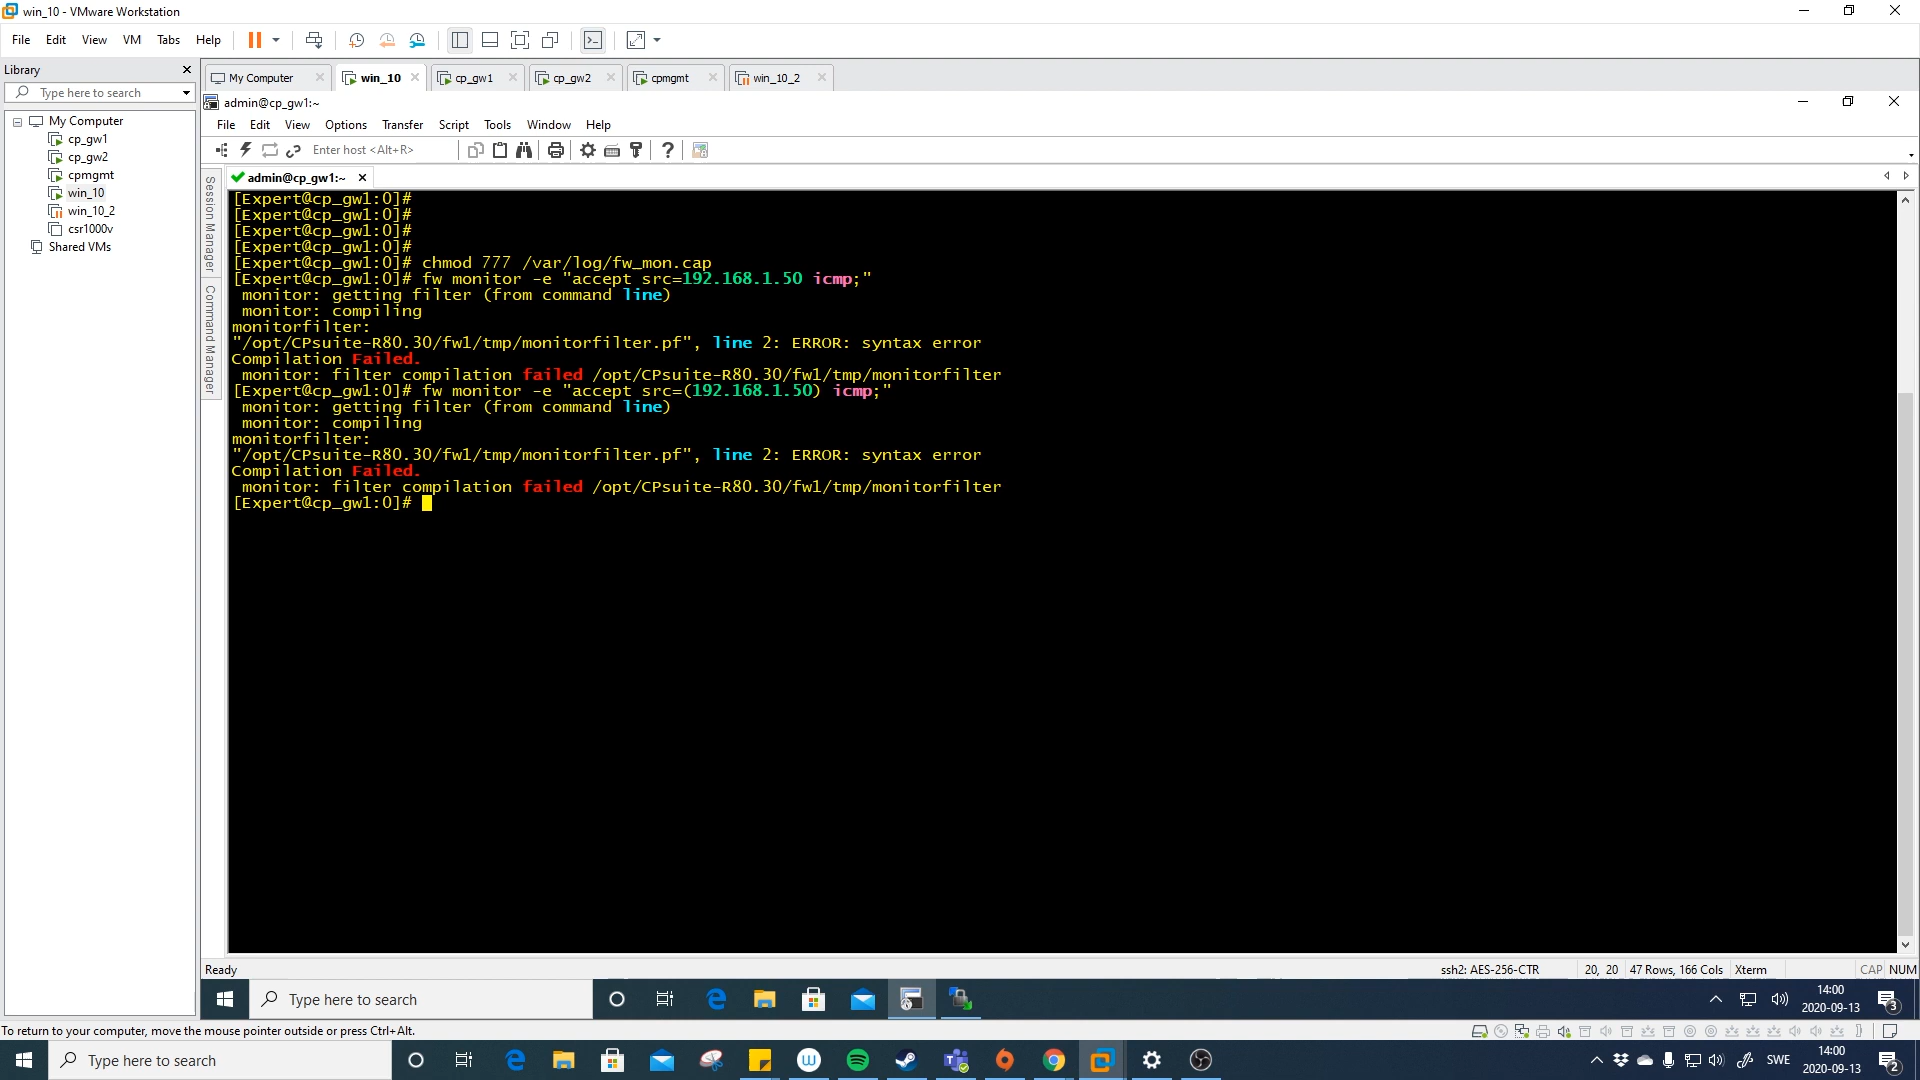 win_10 - VMware Workstation
File Edit View VM Tabs Help
Library
Type here to search
My Computer
cp_gw1
cp_gw2
cpmgmt
win_10
win_10_2
csr1000v
Shared VMs
My Computer win_10 cp_gw1 cp_gw2 cpmgmt win_10_2
admin@cp_gw1:~
File Edit View Options Transfer Script Tools Window Help
Enter host <Alt+R>
Session Manager
Command Manager
admin@cp_gw1:~
[Expert@cp_gw1:0]#
[Expert@cp_gw1:0]#
[Expert@cp_gw1:0]#
[Expert@cp_gw1:0]#
[Expert@cp_gw1:0]# chmod 777 /var/log/fw_mon.cap
[Expert@cp_gw1:0]# fw monitor -e "accept src=192.168.1.50 icmp;"
monitor: getting filter (from command line)
monitor: compiling
monitorfilter:
"/opt/CPsuite-R80.30/fw1/tmp/monitorfilter.pf", line 2: ERROR: syntax error
Compilation Failed.
monitor: filter compilation failed /opt/CPsuite-R80.30/fw1/tmp/monitorfilter
[Expert@cp_gw1:0]# fw monitor -e "accept src=(192.168.1.50) icmp;"
monitor: getting filter (from command line)
monitor: compiling
monitorfilter:
"/opt/CPsuite-R80.30/fw1/tmp/monitorfilter.pf", line 2: ERROR: syntax error
Compilation Failed.
monitor: filter compilation failed /opt/CPsuite-R80.30/fw1/tmp/monitorfilter
[Expert@cp_gw1:0]#
Ready
ssh2: AES-256-CTR 20, 20 47 Rows, 166 Cols Xterm CAP NUM
Type here to search
14:00
2020-09-13
3
To return to your computer, move the mouse pointer outside or press Ctrl+Alt.
Type here to search
SWE
14:00
2020-09-13
2